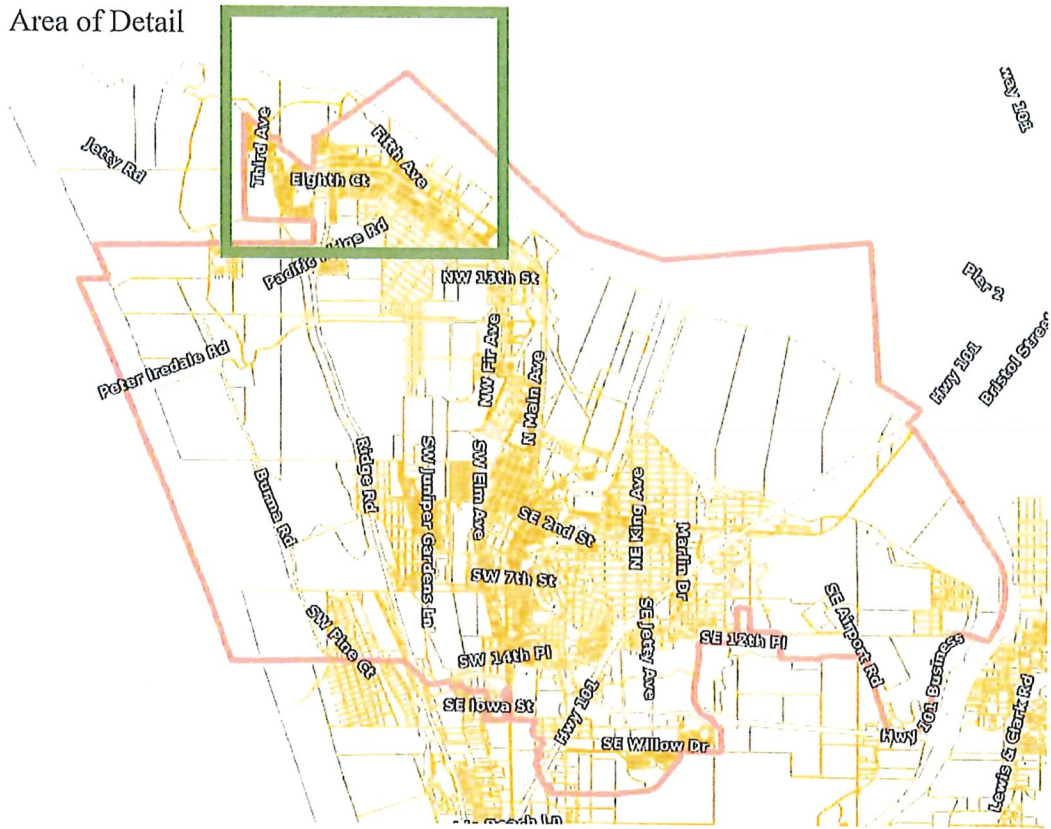 Area of Detail
way 101
Jetty Rd
Third Ave
Fifth Ave
Eighth Ct
Pacific Ridge Rd
NW 13th St
Pier 2
Peter Iredale Rd
NW Fir Ave
N Main Ave
Hwy 101
Bristol Street
Burma Rd
Ridge Rd
SW Juniper Gardens Ln
SW Elm Ave
SE 2nd St
NE King Ave
Marlin Dr
SW 7th St
SW Pine Ct
SW 14th Pl
SE Jetty Ave
SE 12th Pl
SE Airport Rd
SE Iowa St
Hwy 101
SE Willow Dr
Hwy 101 Business
Lewis & Clark Rd
Beach Ln